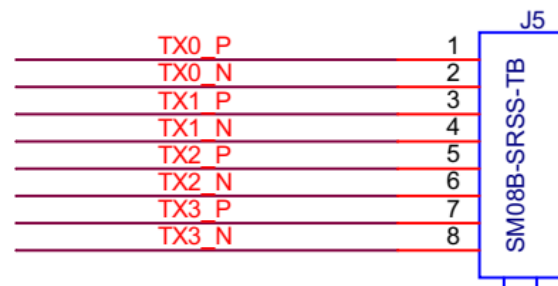 J5
TX0_P 1
TX0_N 2
TX1_P 3
TX1_N 4
TX2_P 5
TX2_N 6
TX3_P 7
TX3_N 8
SM08B-SRSS-TB